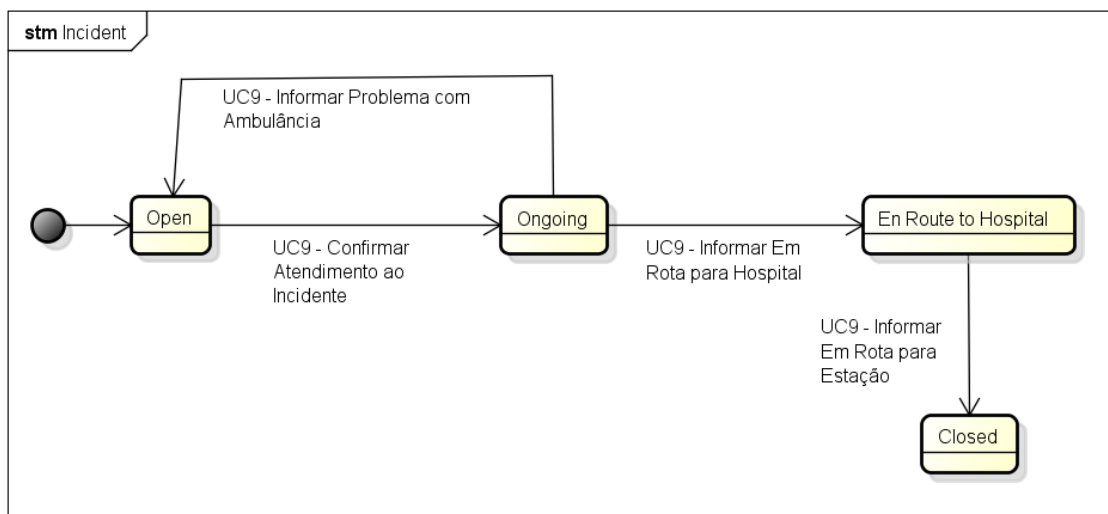 stm Incident
UC9 - Informar Problema com
Ambulância
Open
Ongoing
En Route to Hospital
UC9 - Confirmar
Atendimento ao
Incidente
UC9 - Informar Em
Rota para Hospital
UC9 - Informar
Em Rota para
Estação
Closed